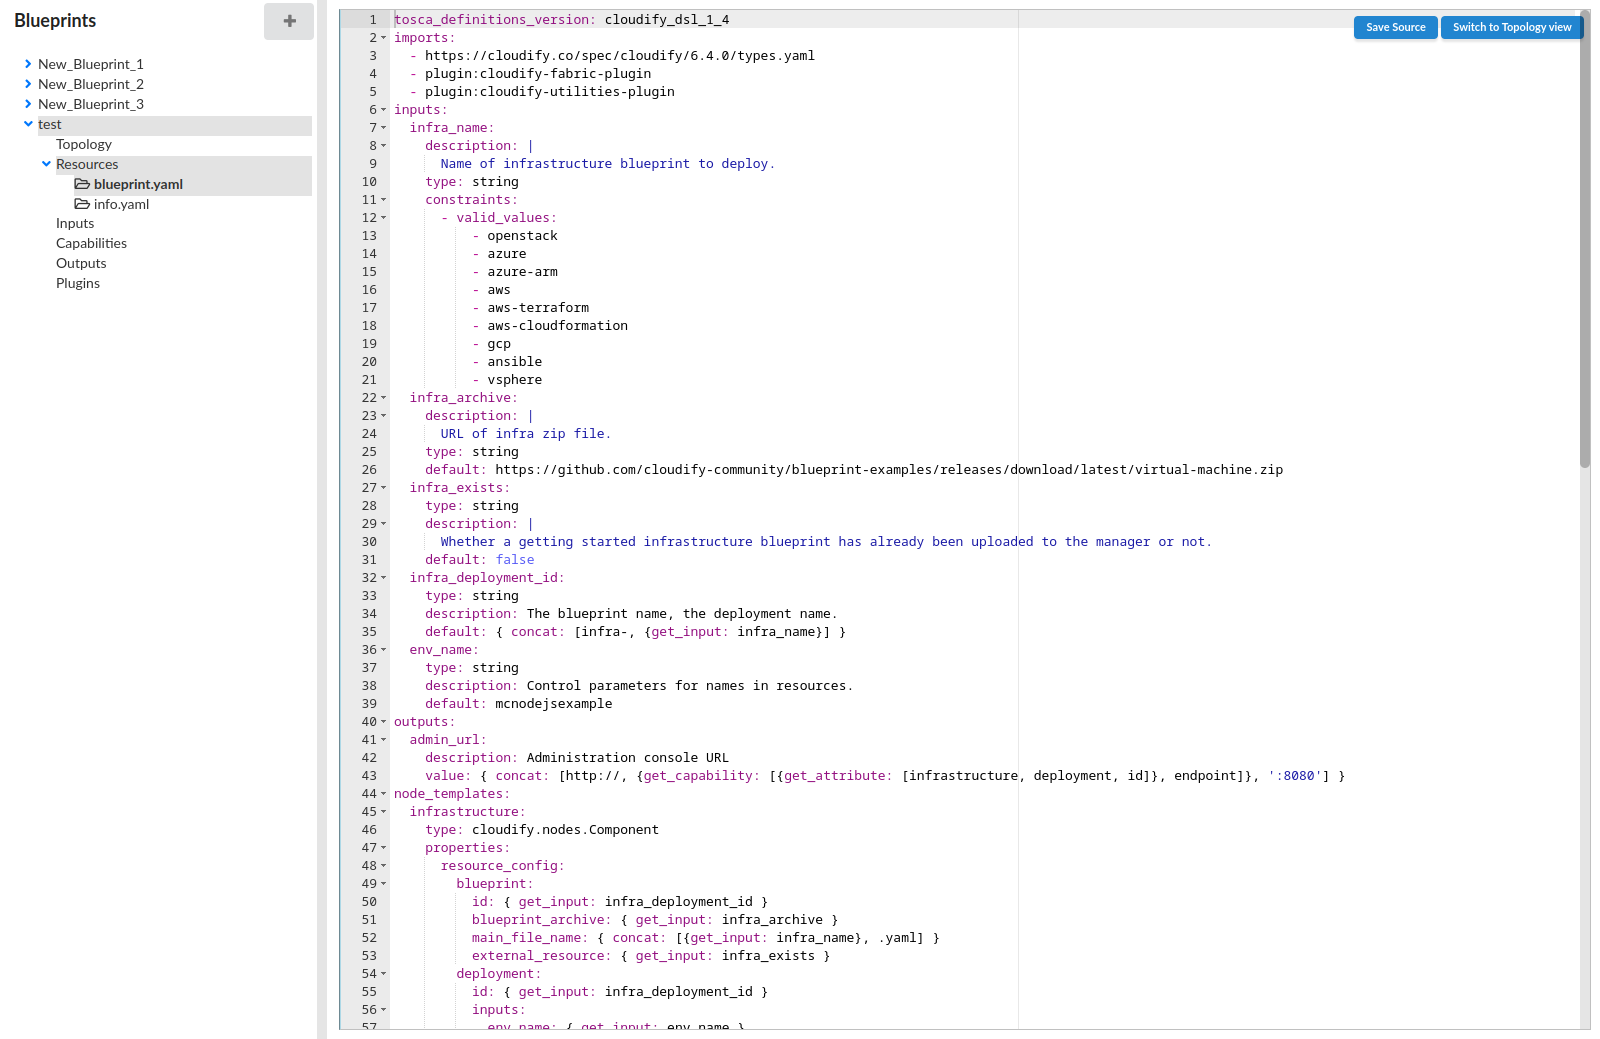 Blueprints
New_Blueprint_1
New_Blueprint_2
New_Blueprint_3
test
Topology
Resources
blueprint.yaml
info.yaml
Inputs
Capabilities
Outputs
Plugins
Save Source
Switch to Topology view
1 tosca_definitions_version: cloudify_dsl_1_4
2 imports:
3 - https://cloudify.co/spec/cloudify/6.4.0/types.yaml
4 - plugin:cloudify-fabric-plugin
5 - plugin:cloudify-utilities-plugin
6 inputs:
7 infra_name:
8 description: |
9 Name of infrastructure blueprint to deploy.
10 type: string
11 constraints:
12 - valid_values:
13 - openstack
14 - azure
15 - azure-arm
16 - aws
17 - aws-terraform
18 - aws-cloudformation
19 - gcp
20 - ansible
21 - vsphere
22 infra_archive:
23 description: |
24 URL of infra zip file.
25 type: string
26 default: https://github.com/cloudify-community/blueprint-examples/releases/download/latest/virtual-machine.zip
27 infra_exists:
28 type: string
29 description: |
30 Whether a getting started infrastructure blueprint has already been uploaded to the manager or not.
31 default: false
32 infra_deployment_id:
33 type: string
34 description: The blueprint name, the deployment name.
35 default: { concat: [infra-, {get_input: infra_name}] }
36 env_name:
37 type: string
38 description: Control parameters for names in resources.
39 default: mcnodejsexample
40 outputs:
41 admin_url:
42 description: Administration console URL
43 value: { concat: [http://, {get_capability: [{get_attribute: [infrastructure, deployment, id]}, endpoint]}, ':8080'] }
44 node_templates:
45 infrastructure:
46 type: cloudify.nodes.Component
47 properties:
48 resource_config:
49 blueprint:
50 id: { get_input: infra_deployment_id }
51 blueprint_archive: { get_input: infra_archive }
52 main_file_name: { concat: [{get_input: infra_name}, .yaml] }
53 external_resource: { get_input: infra_exists }
54 deployment:
55 id: { get_input: infra_deployment_id }
56 inputs:
57 env_name: { get_input: env_name }